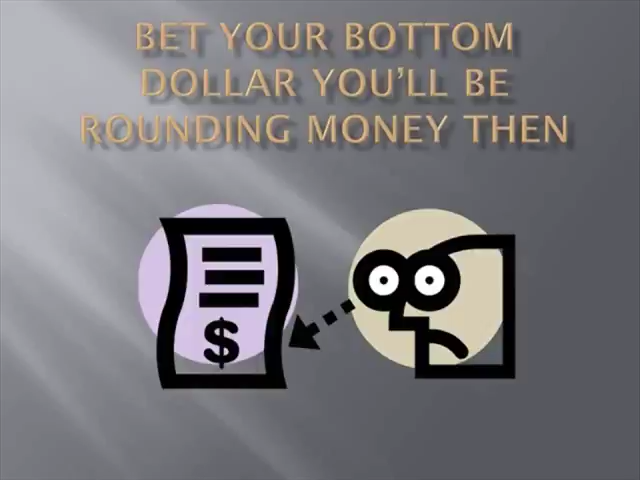 BET YOUR BOTTOM
DOLLAR YOU'LL BE
ROUNDING MONEY THEN
$